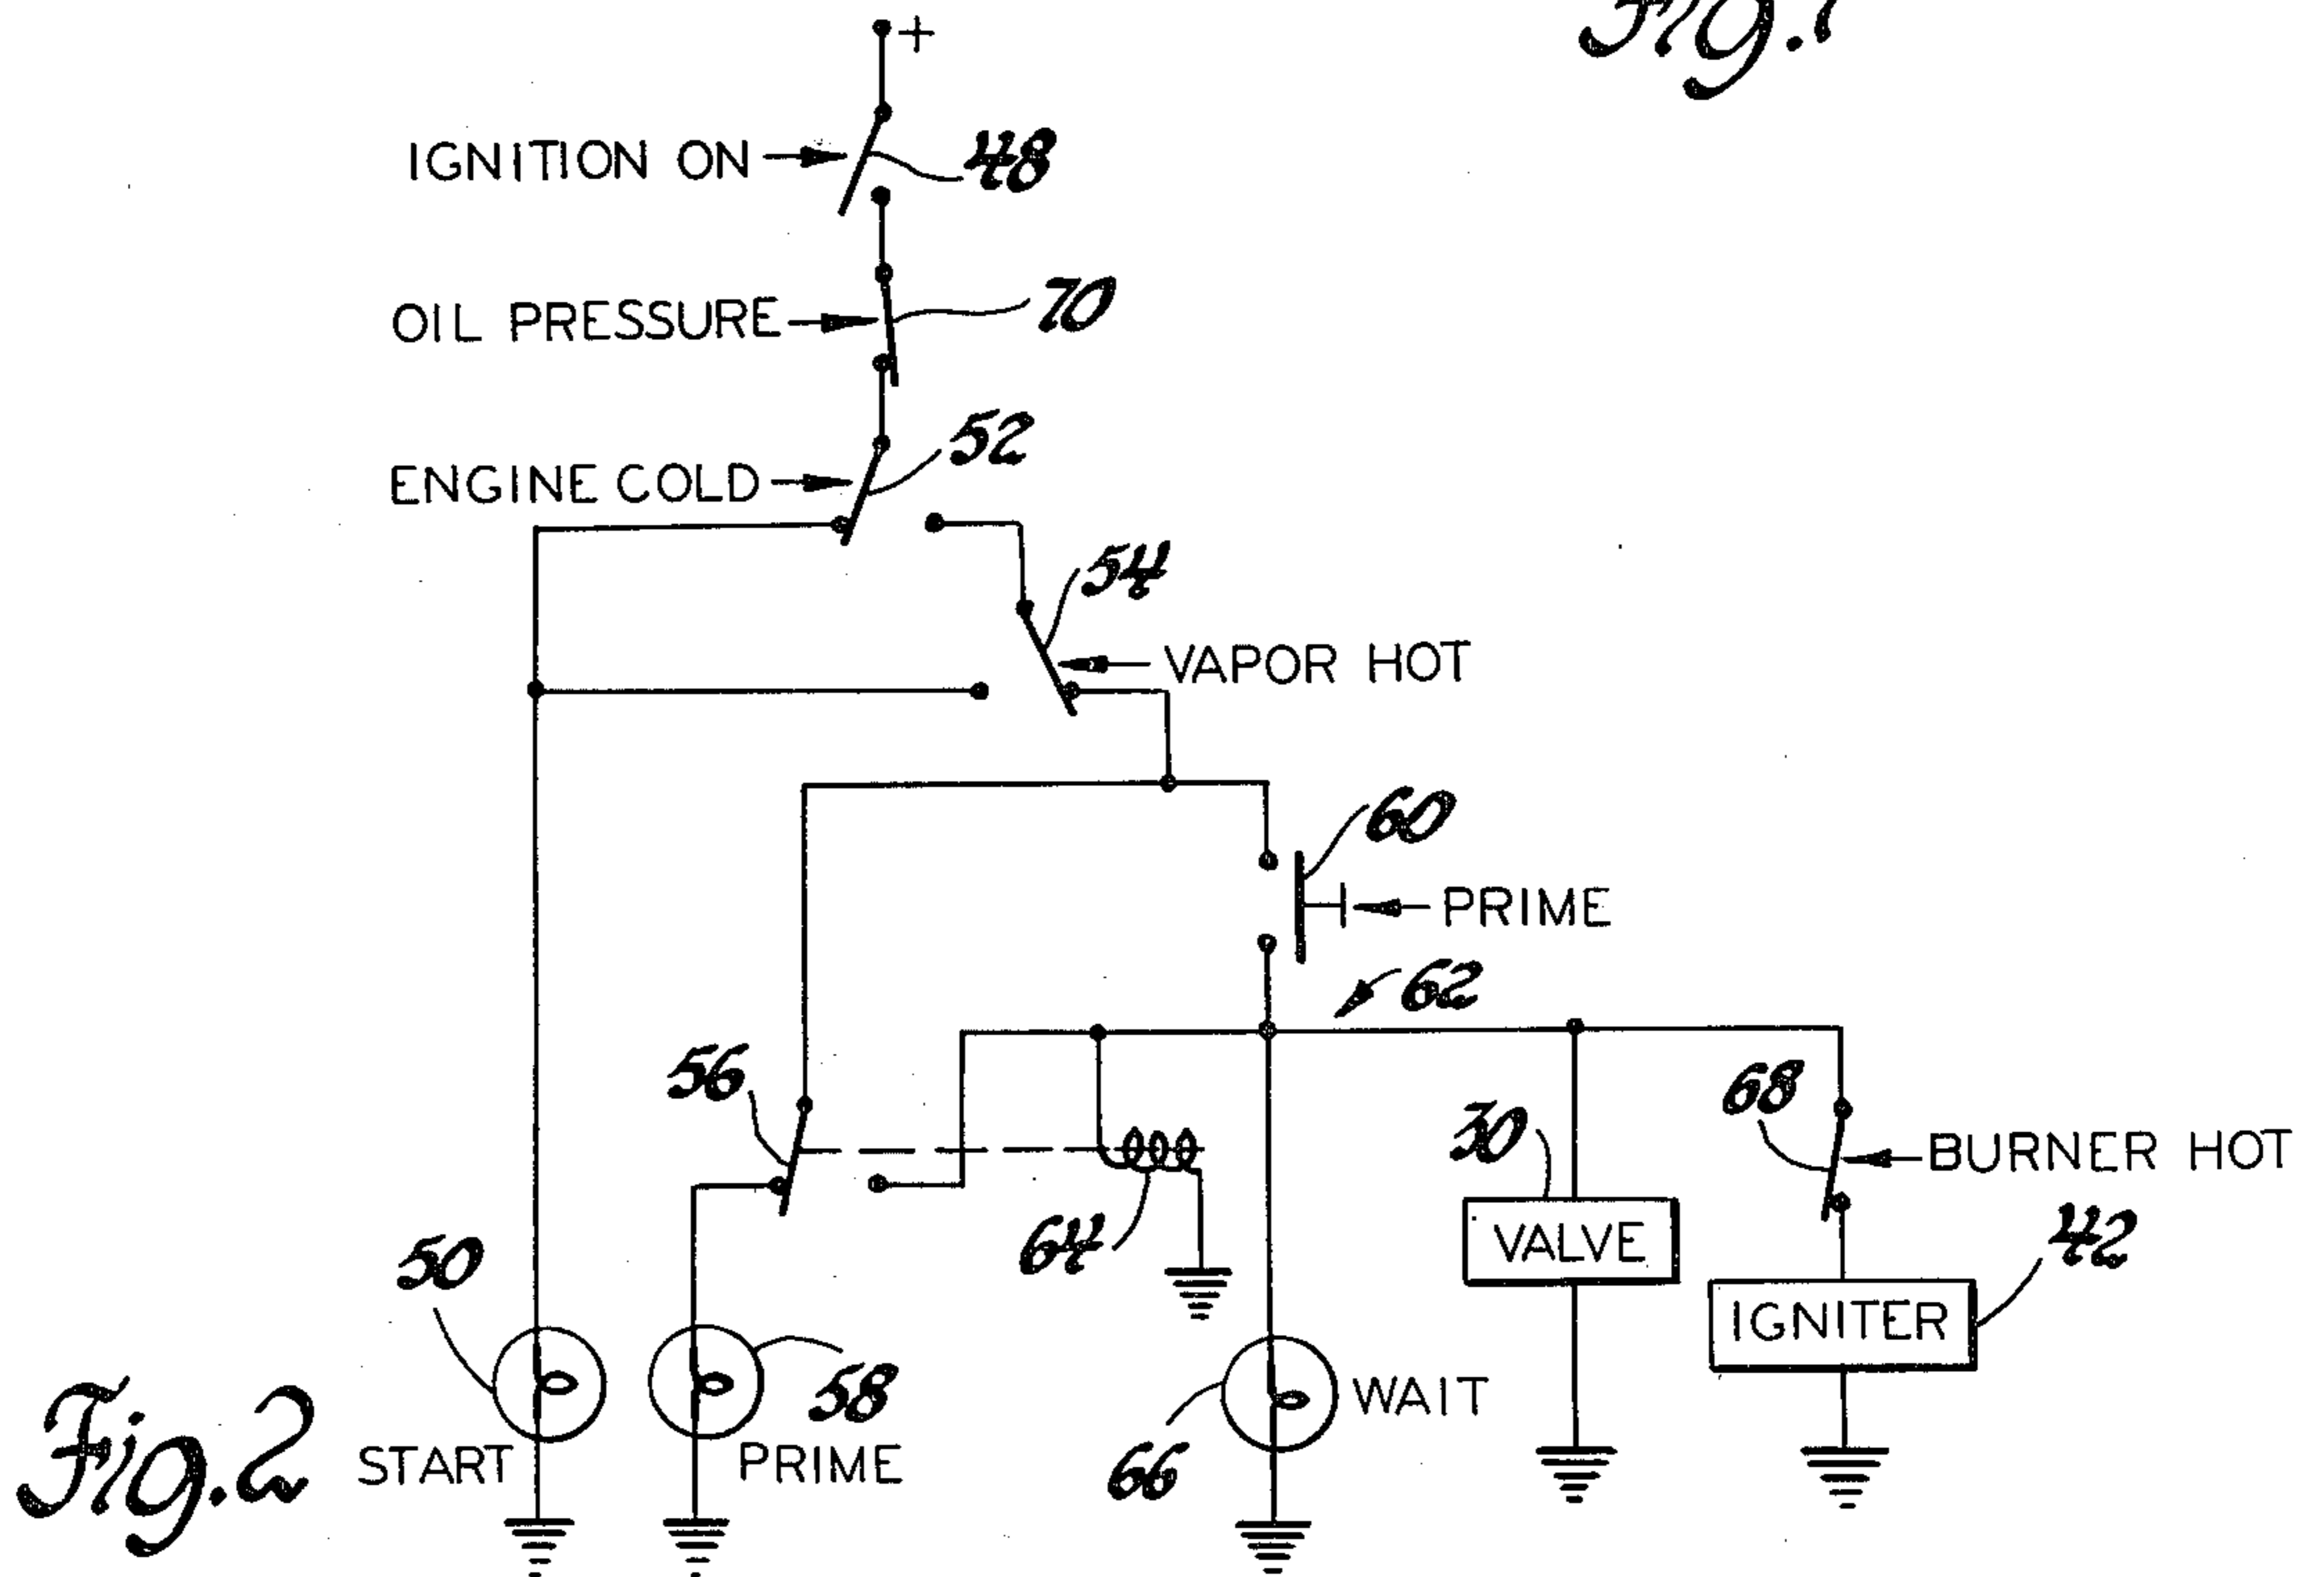 Fig.1
+
IGNITION ON 48
OIL PRESSURE 70
ENGINE COLD 52
54
VAPOR HOT
60
PRIME
62
56
68
30
BURNER HOT
64
VALVE
42
50
IGNITER
58
WAIT
66
START
PRIME
Fig.2